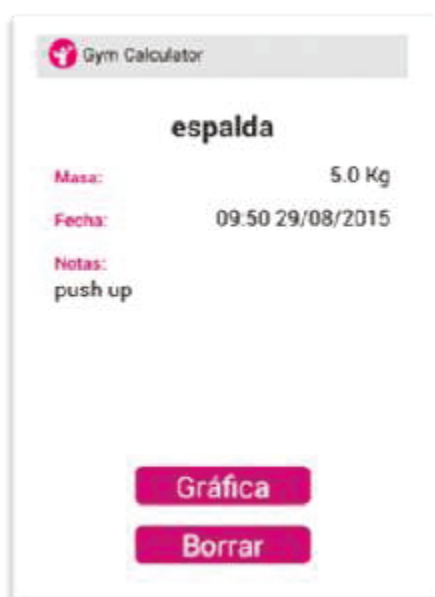 Gym Calculator
espalda
Masa: 5.0 Kg
Fecha: 09:50 29/08/2015
Notas:
push up
Gráfica
Borrar